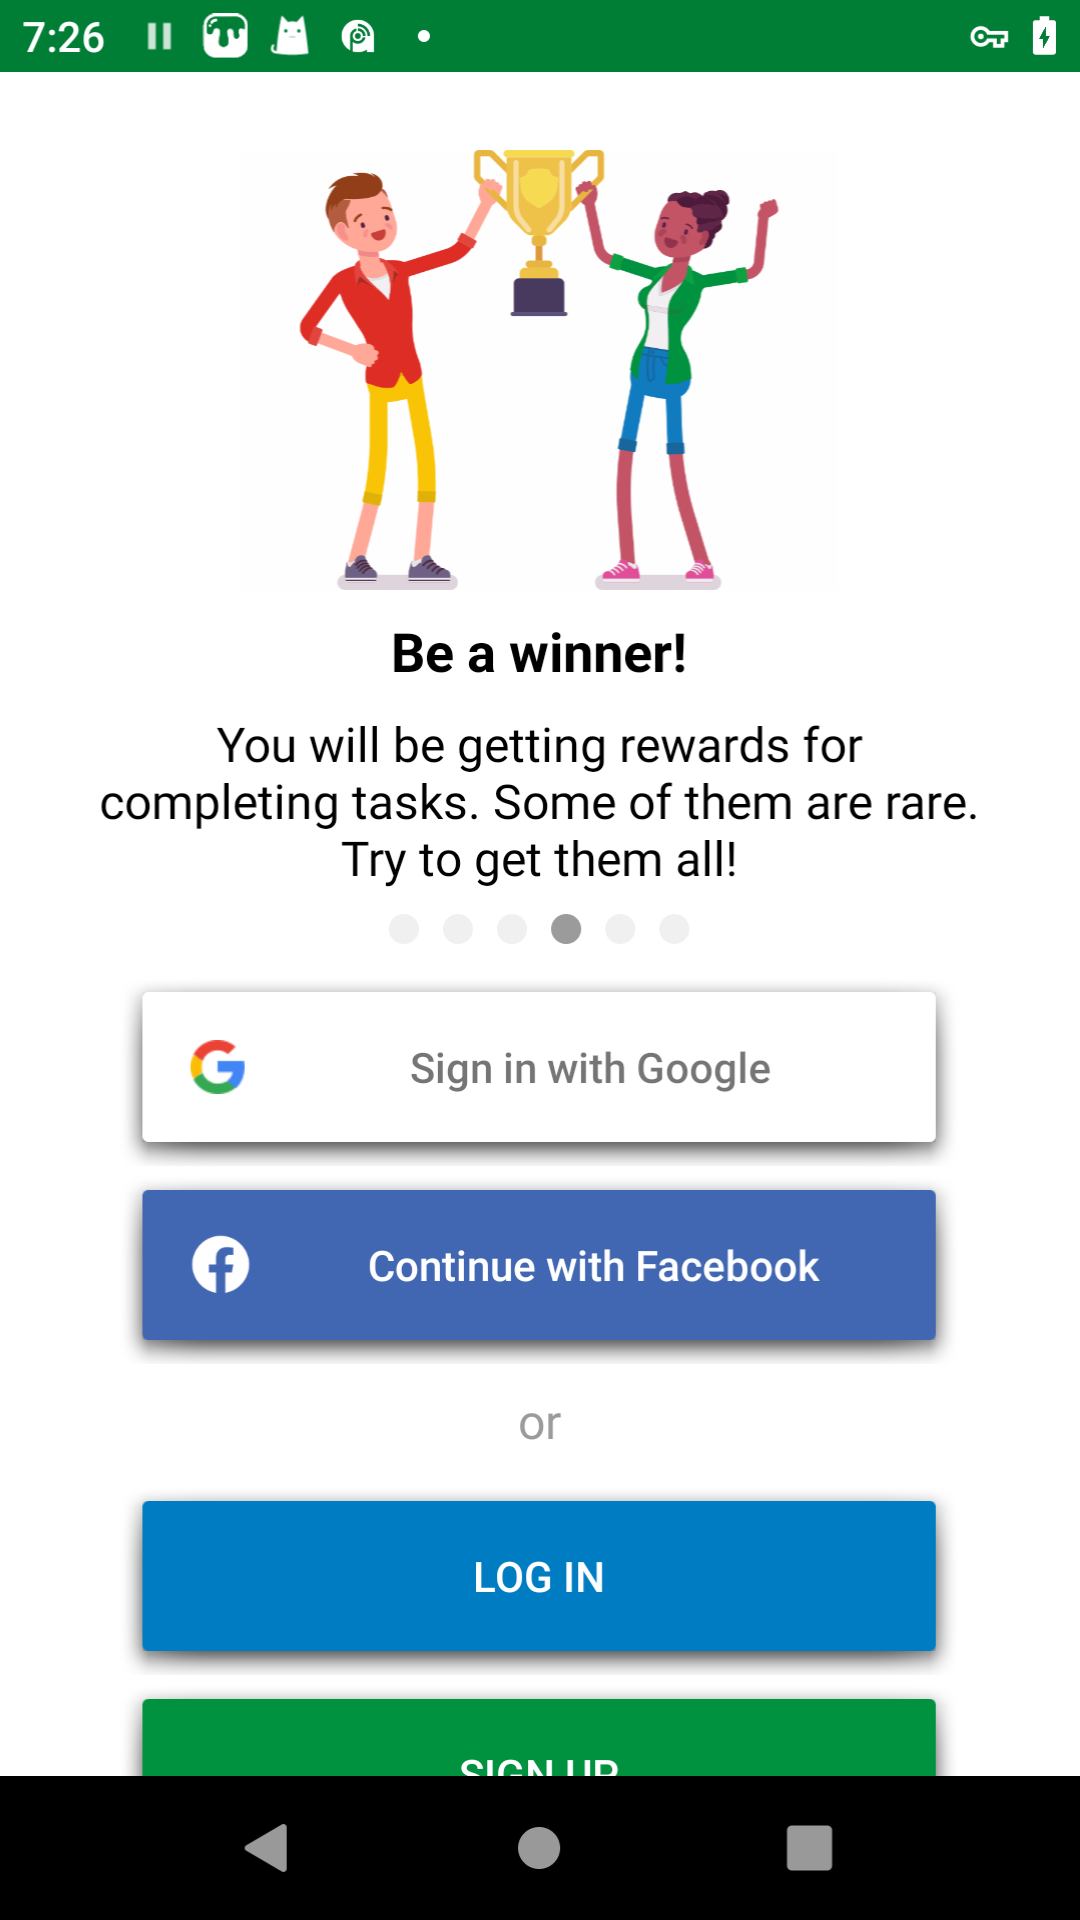 7:26
Be a winner!
You will be getting rewards for
completing tasks. Some of them are rare.
Try to get them all!
Sign in with Google
Continue with Facebook
or
LOG IN
SIGN UP